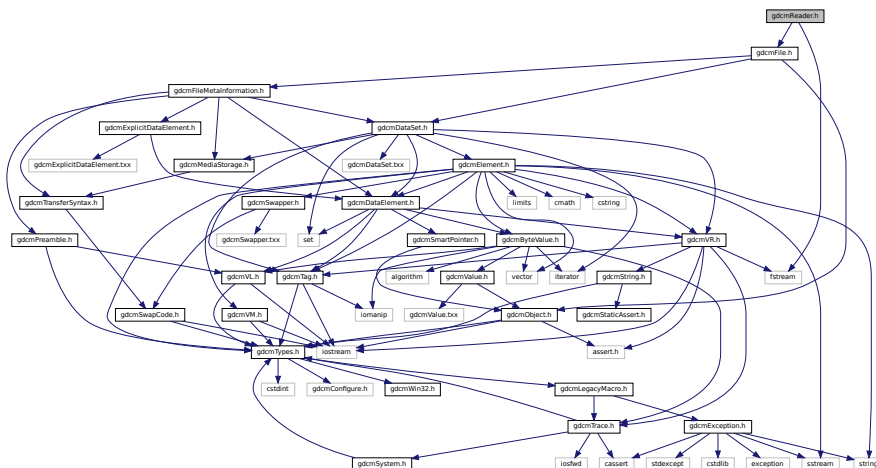 gdcmReader.h
gdcmFile.h
gdcmFileMetaInformation.h
gdcmExplicitDataElement.h
gdcmDataSet.h
gdcmExplicitDataElement.txx
gdcmMediaStorage.h
gdcmDataSet.txx
gdcmElement.h
gdcmTransferSyntax.h
gdcmSwapper.h
gdcmDataElement.h
limits
cmath
cstring
gdcmPreamble.h
gdcmSwapper.txx
set
gdcmSmartPointer.h
gdcmByteValue.h
gdcmVR.h
gdcmVL.h
gdcmTag.h
algorithm
gdcmValue.h
vector
iterator
gdcmString.h
fstream
gdcmSwapCode.h
gdcmVM.h
iomanip
gdcmValue.txx
gdcmObject.h
gdcmStaticAssert.h
gdcmTypes.h
iostream
assert.h
cstdint
gdcmConfigure.h
gdcmWin32.h
gdcmLegacyMacro.h
gdcmTrace.h
gdcmException.h
gdcmSystem.h
iosfwd
cassert
stdexcept
cstdlib
exception
sstream
string